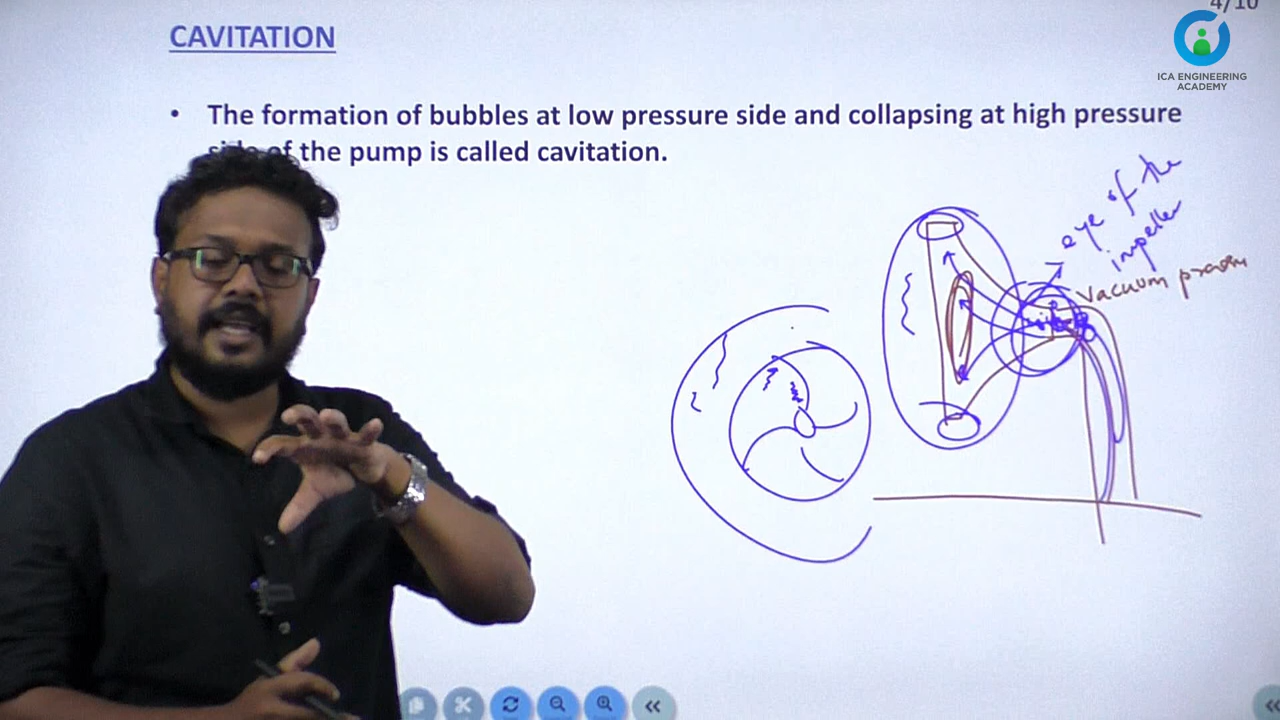 4/10
ICA ENGINEERING
ACADEMY
CAVITATION
• The formation of bubbles at low pressure side and collapsing at high pressure
side of the pump is called cavitation.
eye of the
impeller
Vacuum